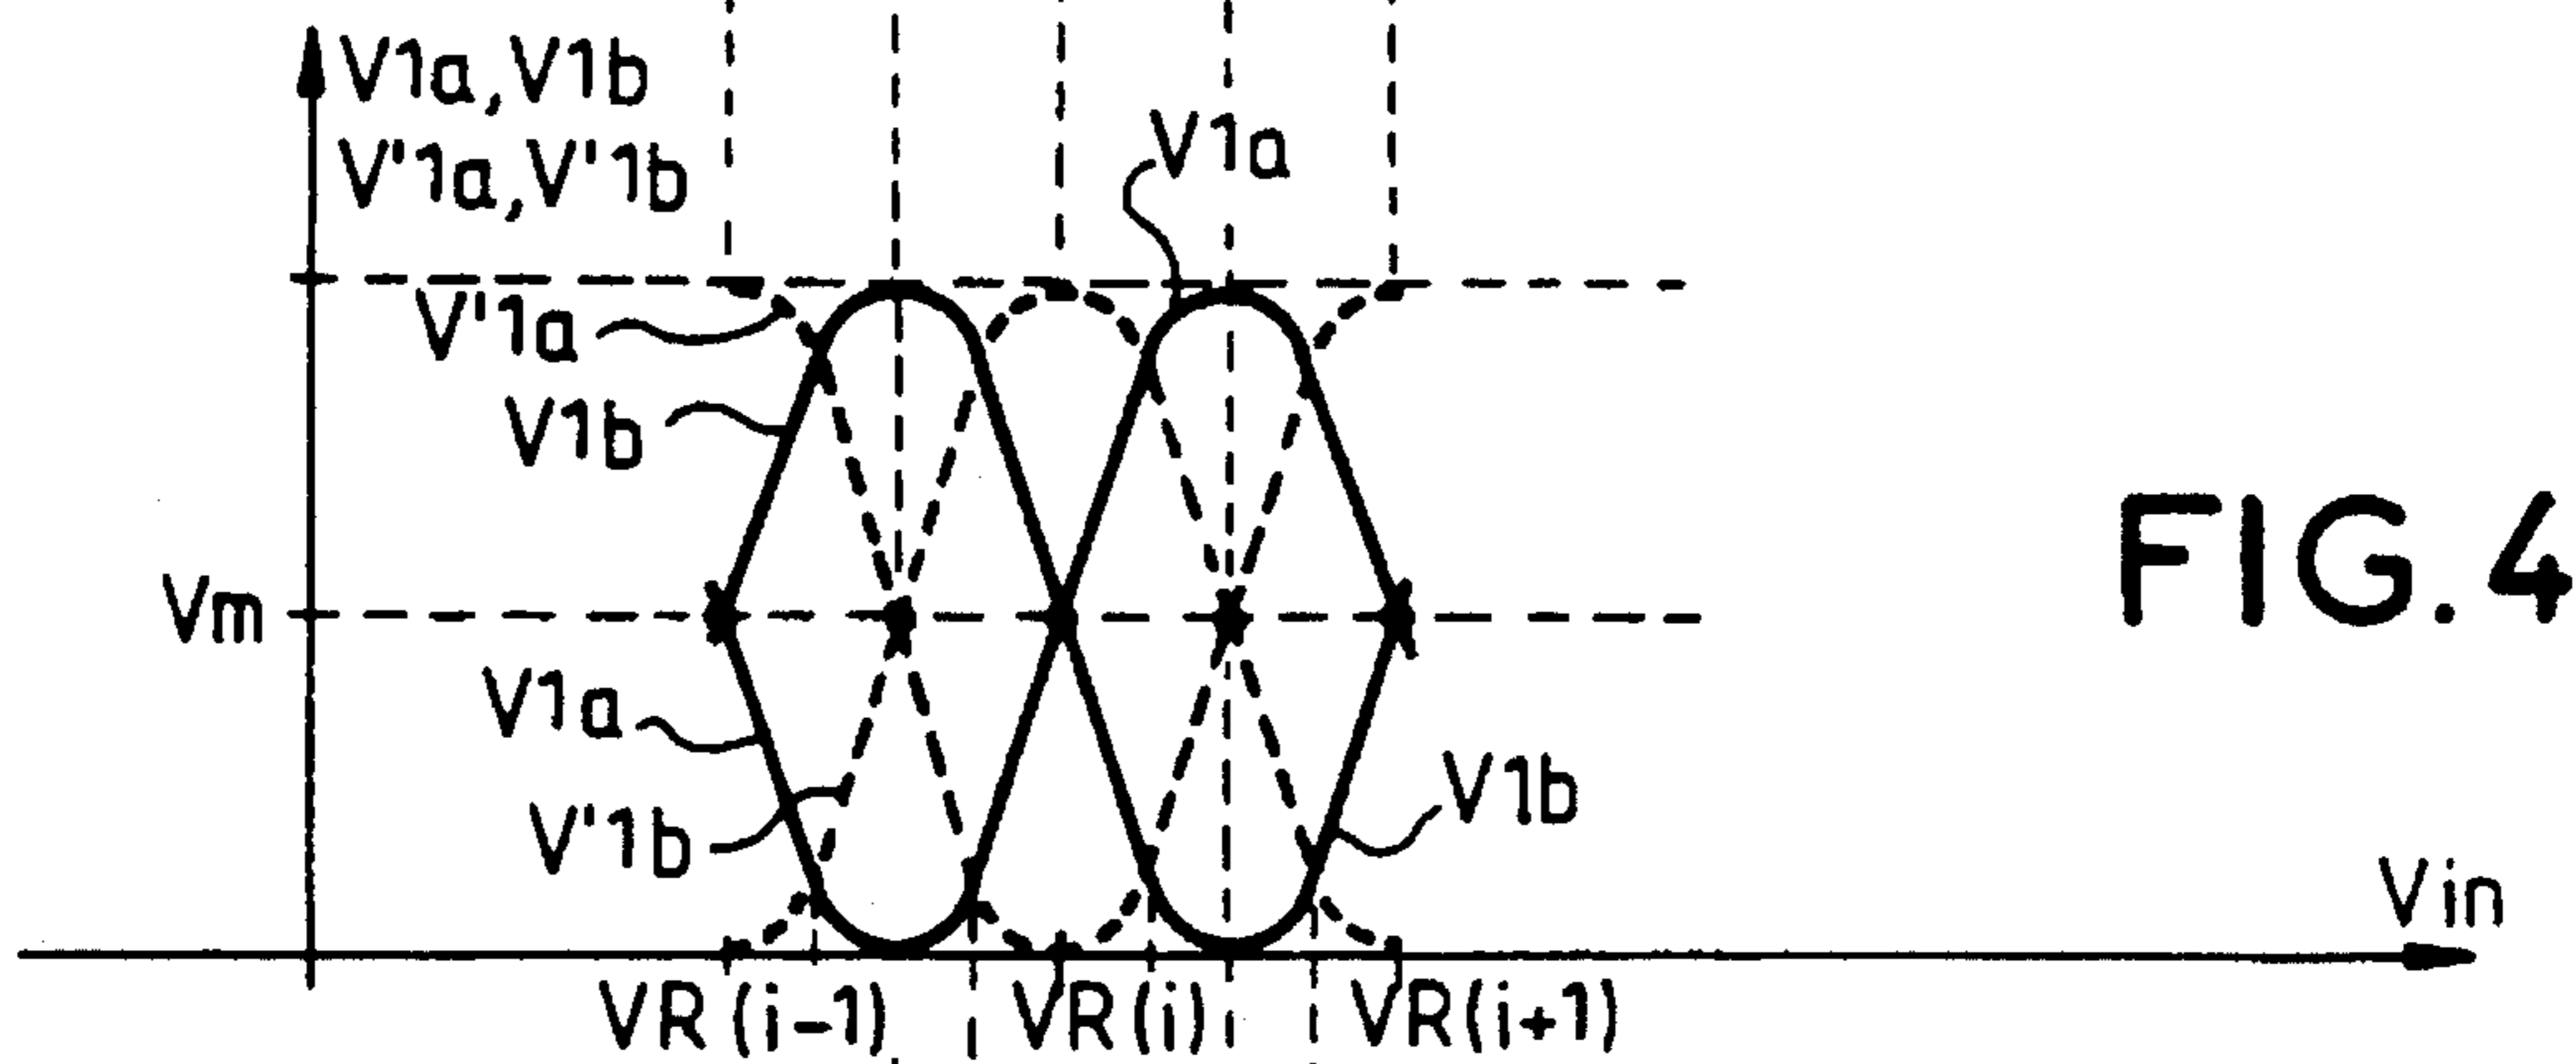 V1a,V1b
V'1a,V'1b
V1a
V'1a
V1b
FIG.4
Vm
V1a
V'1b
V1b
Vin
VR(i-1)
VR(i)
VR(i+1)